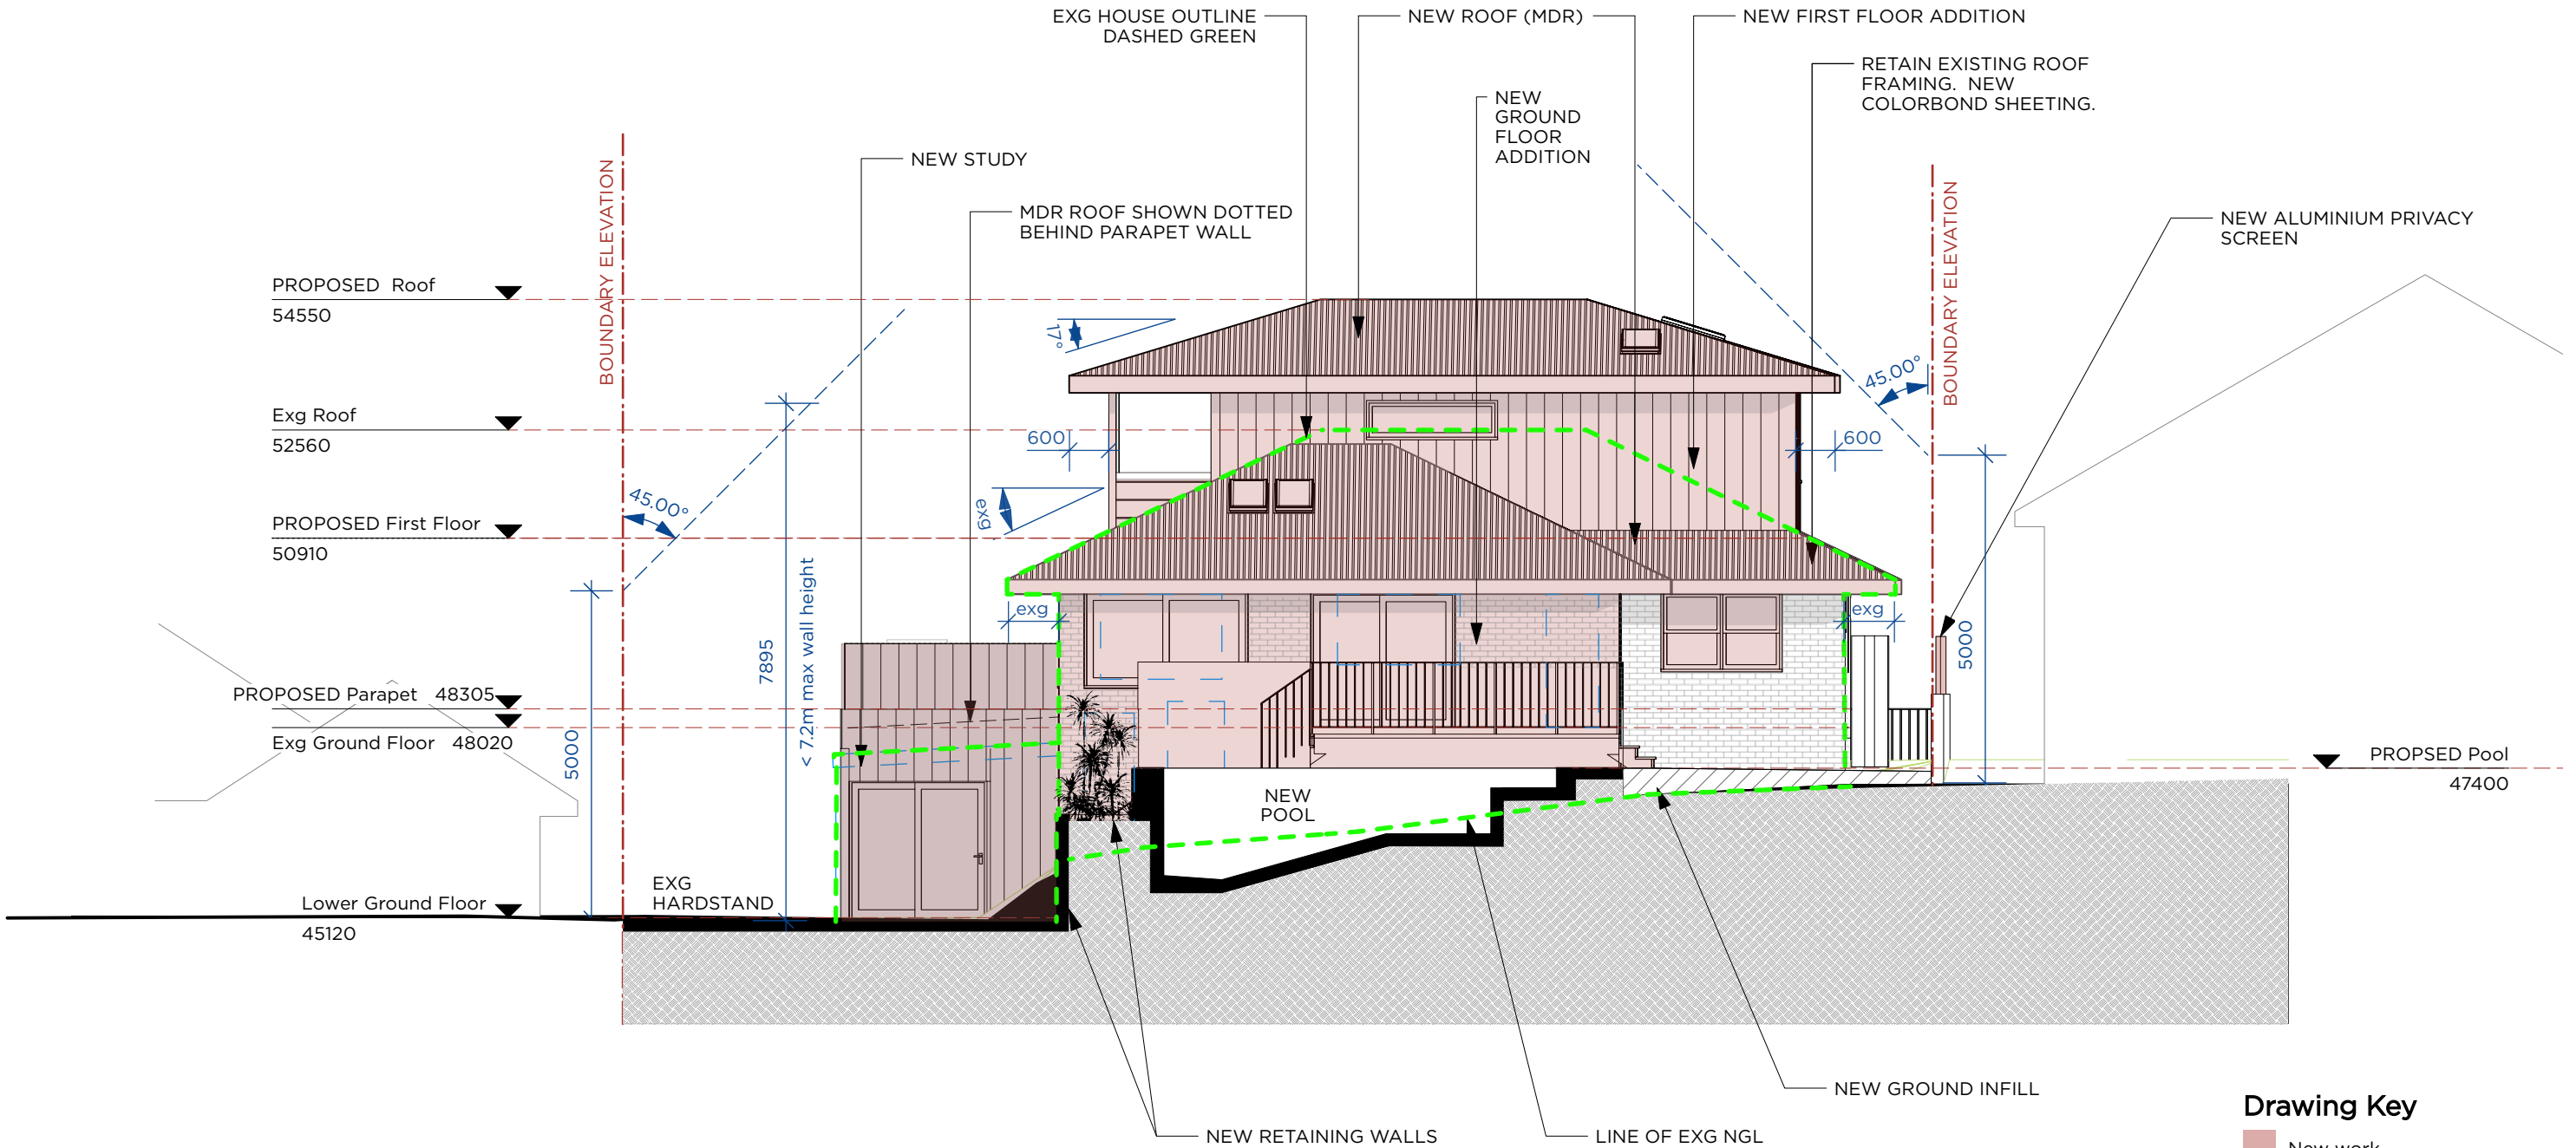 EXG HOUSE OUTLINE
DASHED GREEN
NEW ROOF (MDR)
NEW FIRST FLOOR ADDITION
RETAIN EXISTING ROOF
FRAMING. NEW
COLORBOND SHEETING.
NEW
GROUND
FLOOR
ADDITION
NEW STUDY
MDR ROOF SHOWN DOTTED
BEHIND PARAPET WALL
BOUNDARY ELEVATION
BOUNDARY ELEVATION
NEW ALUMINIUM PRIVACY
SCREEN
PROPOSED Roof
54550
17°
45.00°
Exg Roof
52560
600
600
45.00°
exg
PROPOSED First Floor
50910
exg
exg
7895
< 7.2m max wall height
5000
5000
PROPOSED Parapet 48305
Exg Ground Floor 48020
PROPSED Pool
47400
NEW
POOL
EXG
HARDSTAND
Lower Ground Floor
45120
NEW GROUND INFILL
NEW RETAINING WALLS
LINE OF EXG NGL
Drawing Key
New work